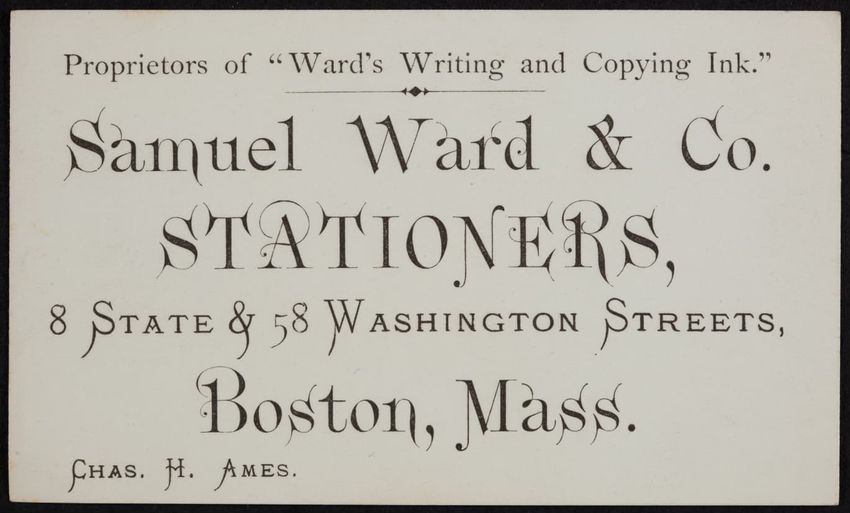 Proprietors of “Ward’s Writing and Copying Ink.”
Samuel Ward & Co.
STATIONERS,
8 STATE & 58 WASHINGTON STREETS,
Boston, Mass.
CHAS. H. AMES.